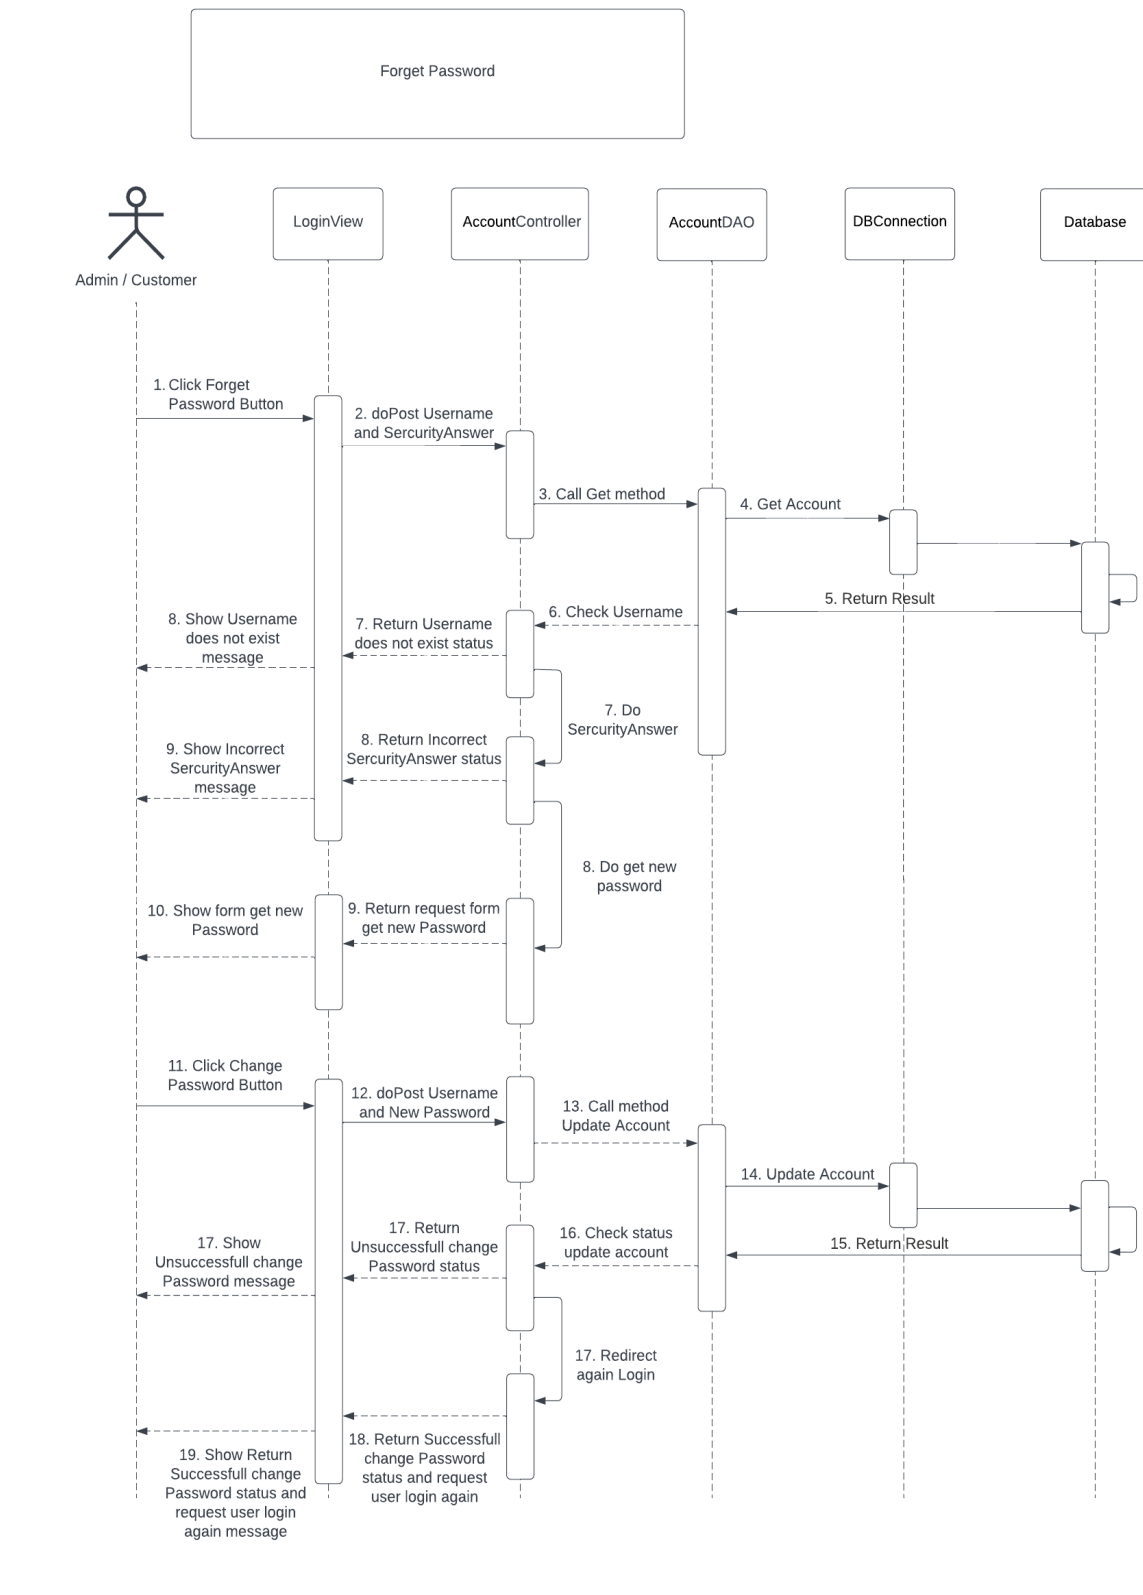 Forget Password
Admin / Customer
LoginView
AccountController
AccountDAO
DBConnection
Database
1. Click Forget
Password Button
2. doPost Username
and SercurityAnswer
3. Call Get method
4. Get Account
5. Return Result
6. Check Username
7. Return Username
does not exist status
8. Show Username
does not exist
message
7. Do
SercurityAnswer
8. Return Incorrect
SercurityAnswer status
9. Show Incorrect
SercurityAnswer
message
8. Do get new
password
9. Return request form
get new Password
10. Show form get new
Password
11. Click Change
Password Button
12. doPost Username
and New Password
13. Call method
Update Account
14. Update Account
15. Return Result
16. Check status
update account
17. Return
Unsuccessfull change
Password status
17. Show
Unsuccessfull change
Password message
17. Redirect
again Login
18. Return Successfull
change Password
status and request
user login again
19. Show Return
Successfull change
Password status and
request user login
again message